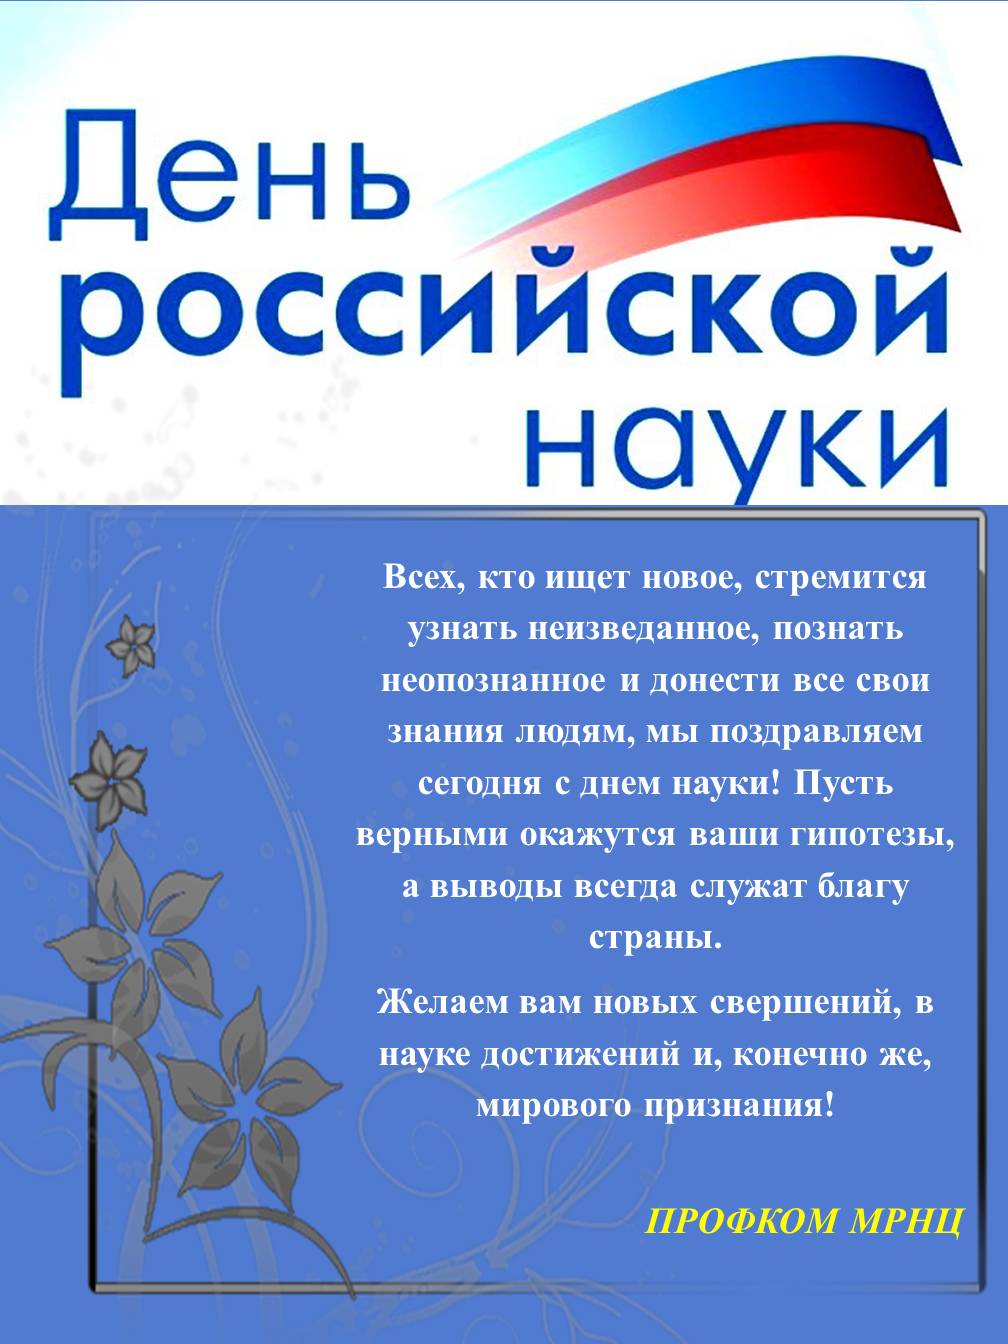 День
российской
науки
Всех, кто ищет новое, стремится
узнать неизведанное, познать
неопознанное и донести все свои
знания людям, мы поздравляем
сегодня с днем науки! Пусть
верными окажутся ваши гипотезы,
а выводы всегда служат благу
страны.
Желаем вам новых свершений, в
науке достижений и, конечно же,
мирового признания!
ПРОФКОМ МРНЦ